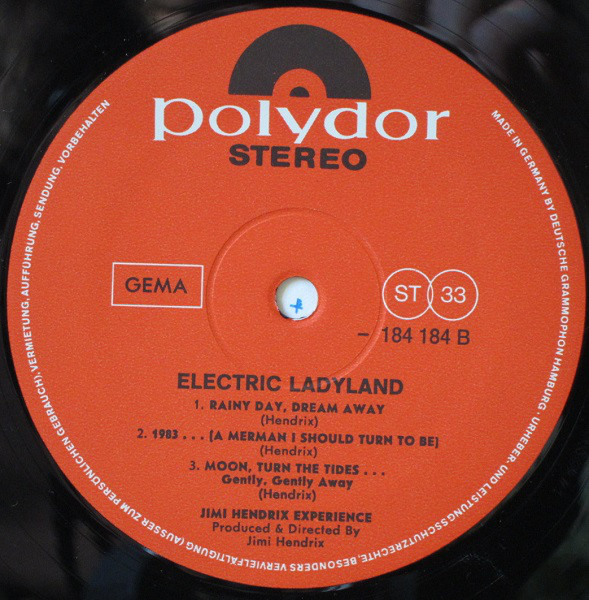 polydor
STEREO
GEMA
ST 33
– 184 184 B
ELECTRIC LADYLAND
1. RAINY DAY, DREAM AWAY
(Hendrix)
2. 1983 . . . (A MERMAN I SHOULD TURN TO BE)
(Hendrix)
3. MOON, TURN THE TIDES . . .
Gently, Gently Away
(Hendrix)
JIMI HENDRIX EXPERIENCE
Produced & Directed By
Jimi Hendrix
MADE IN GERMANY BY DEUTSCHE GRAMMOPHON HAMBURG · URHEBER- UND LEISTUNGSSCHUTZRECHTE, BESONDERS VERVIELFÄLTIGUNG (AUSSER ZUM PERSÖNLICHEN GEBRAUCH), VERMIETUNG, AUFFÜHRUNG, SENDUNG, VORBEHALTEN